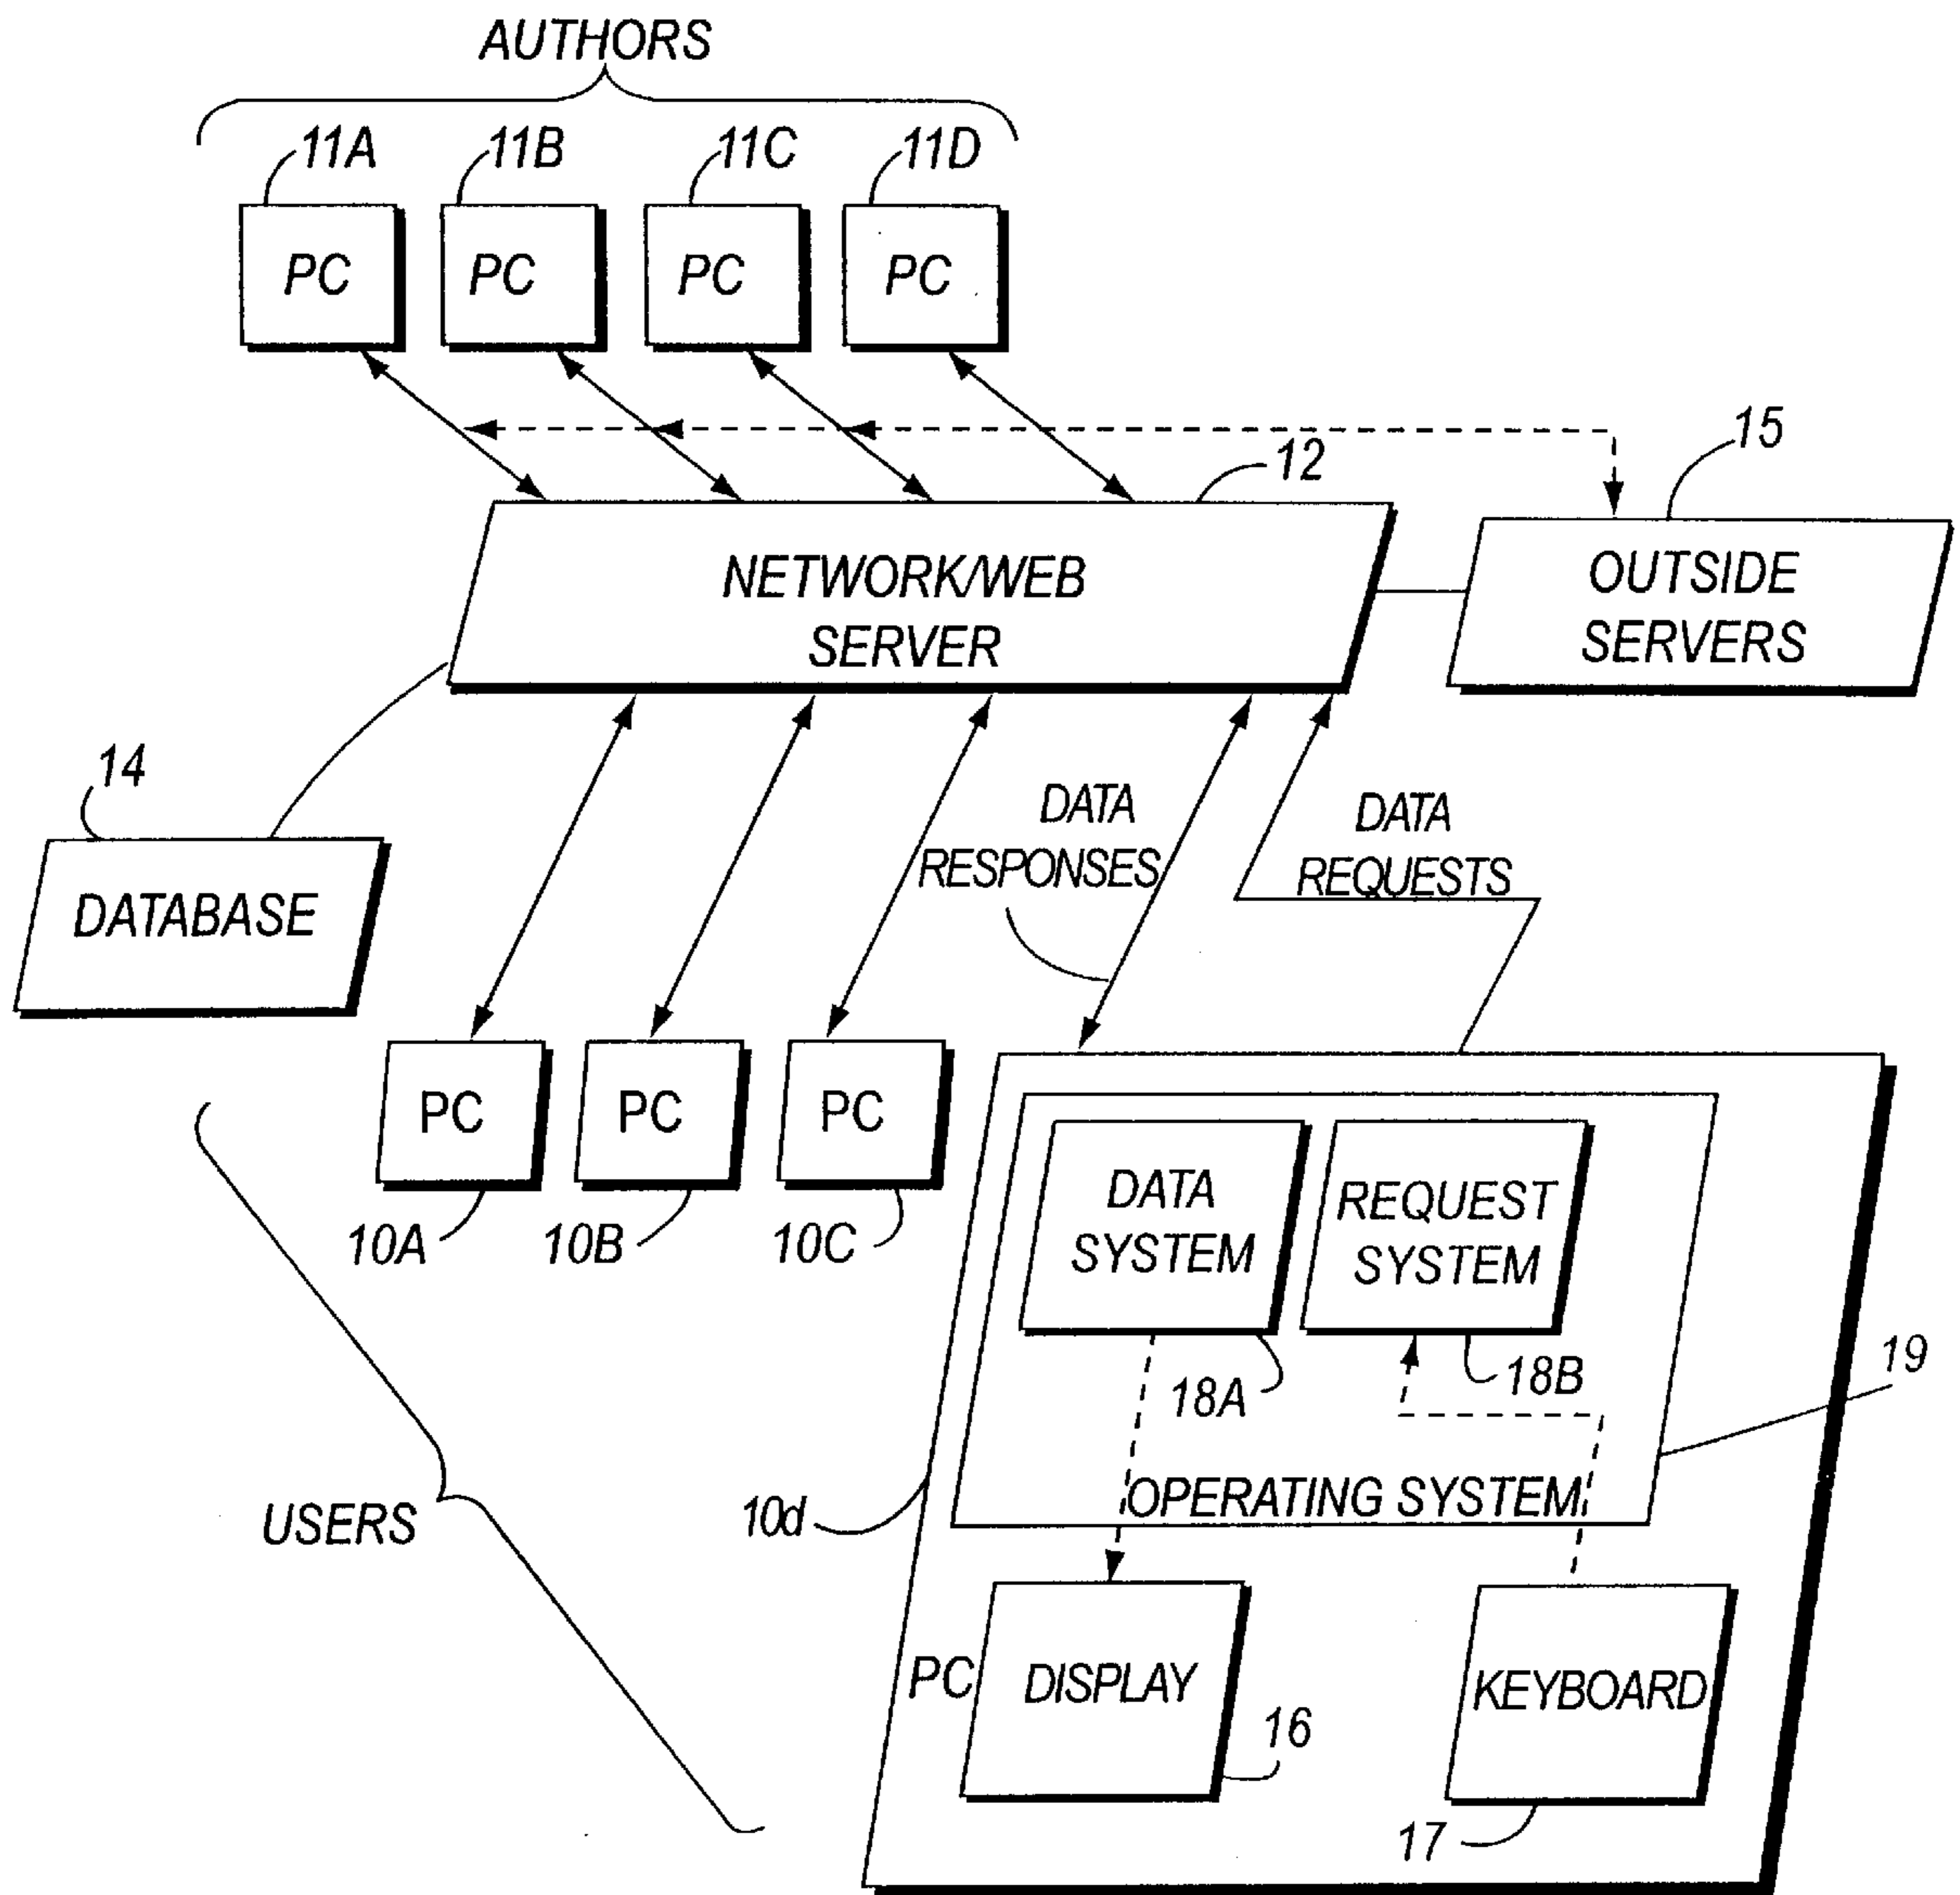 AUTHORS
11A
11B
11C
11D
PC
PC
PC
PC
12
15
NETWORK/WEB
SERVER
OUTSIDE
SERVERS
14
DATABASE
DATA
RESPONSES
DATA
REQUESTS
PC
PC
PC
10A
10B
10C
DATA
SYSTEM
REQUEST
SYSTEM
18A
18B
19
OPERATING SYSTEM
USERS
10d
PC
DISPLAY
KEYBOARD
16
17